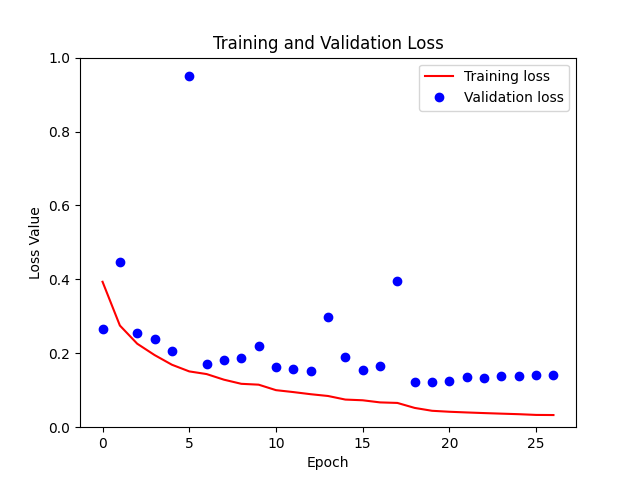 Training and Validation Loss
1.0
0.8
0.6
0.4
0.2
0.0
Loss Value
Training loss
Validation loss
0 5 10 15 20 25
Epoch